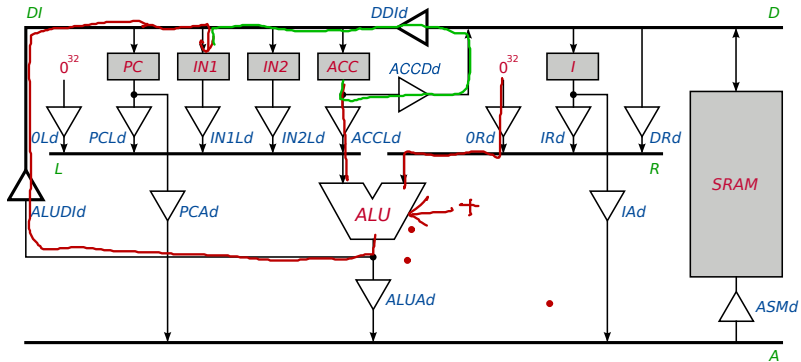 DI DDId D
0³² PC IN1 IN2 ACC ACCDd 0³² I
0Ld PCLd IN1Ld IN2Ld ACCLd 0Rd IRd DRd
L R
SRAM
ALUDId PCAd ALU + IAd
ALUAd ASMd
A